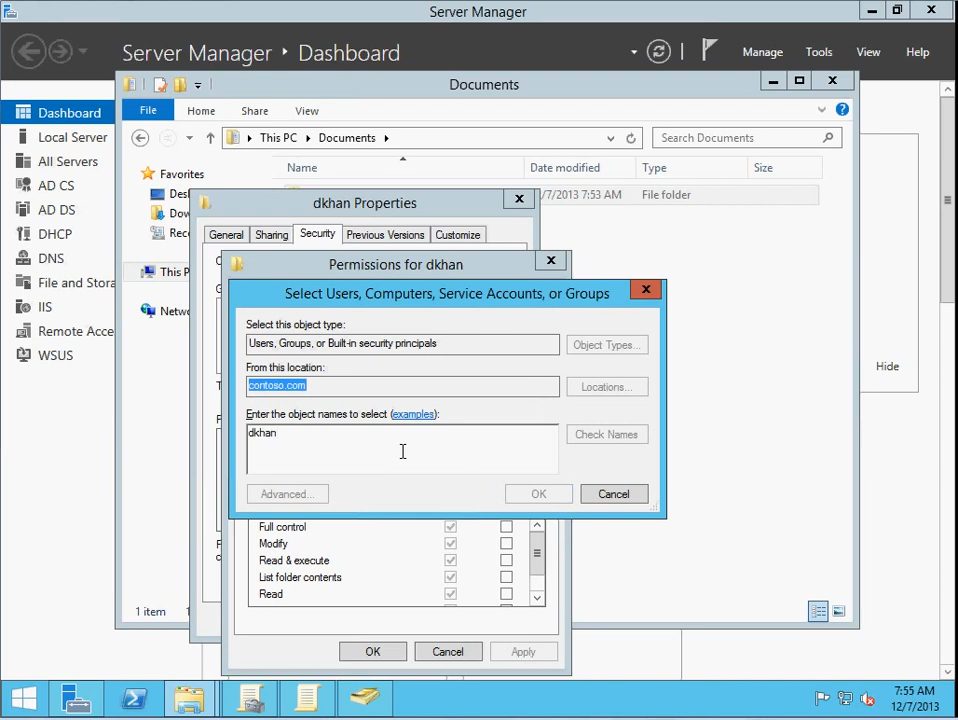 Server Manager
Server Manager Dashboard
Manage Tools View Help
Documents
File Home Share View
This PC Documents
Search Documents
Dashboard
Local Server
All Servers
AD CS
AD DS
DHCP
DNS
File and Stora
IIS
Remote Acce
WSUS
Favorites
Des
Dow
Rece
This P
Netwo
Name Date modified Type Size
2/7/2013 7:53 AM File folder
dkhan Properties
General Sharing Security Previous Versions Customize
Permissions for dkhan
Select Users, Computers, Service Accounts, or Groups
Select this object type:
Users, Groups, or Built-in security principals
Object Types...
From this location:
contoso.com
Locations...
Enter the object names to select (examples):
dkhan
Check Names
Advanced...
OK
Cancel
Full control
Modify
Read & execute
List folder contents
Read
OK Cancel Apply
Hide
1 item
7:55 AM
12/7/2013